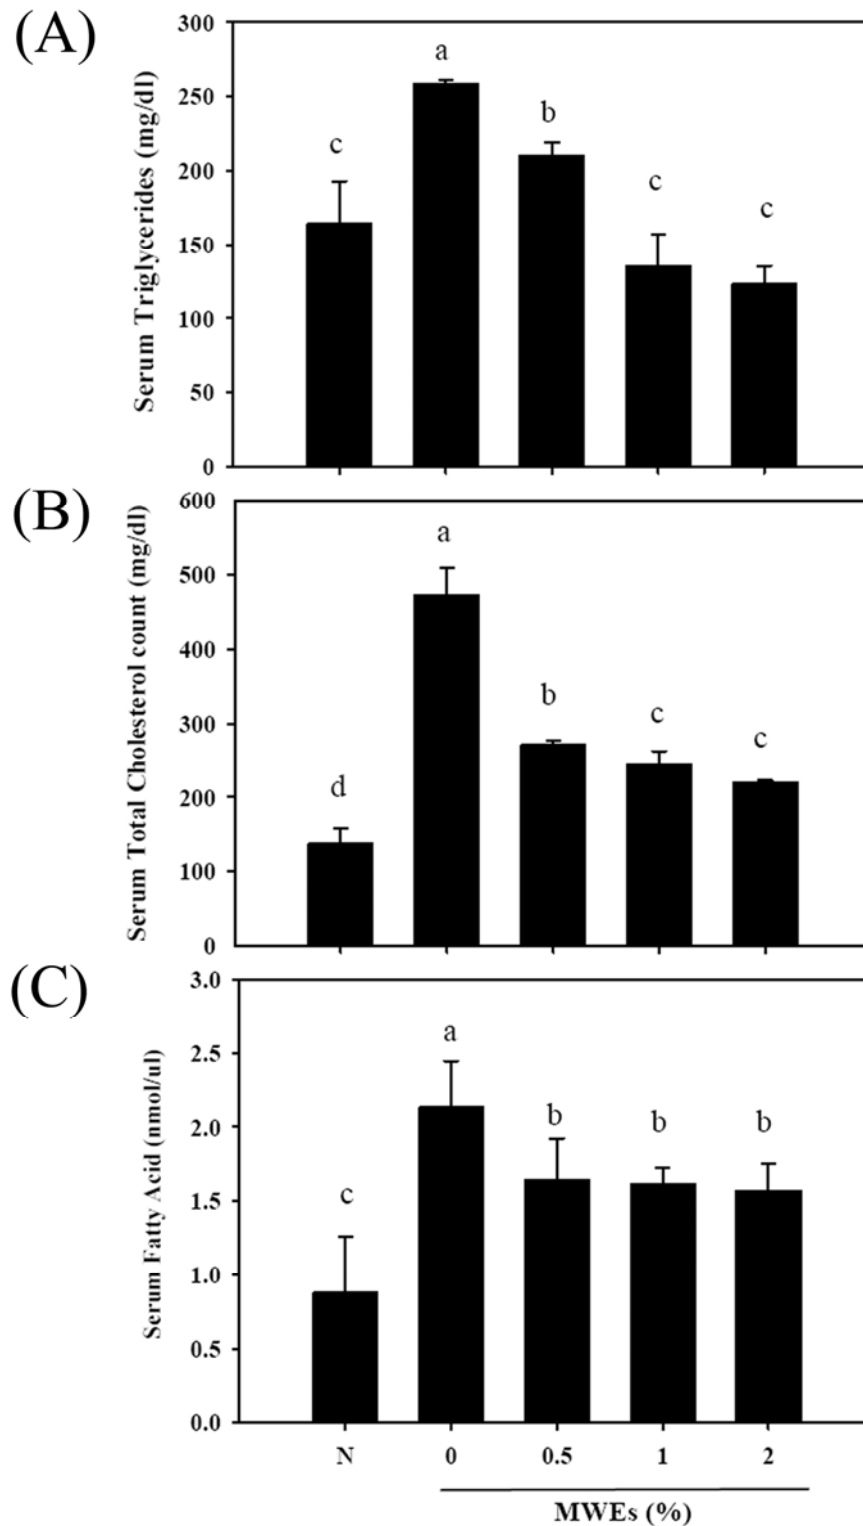 (A)
Serum Triglycerides (mg/dl)
300
250
200
150
100
50
0
c
a
b
c
c
(B)
Serum Total Cholesterol count (mg/dl)
600
500
400
300
200
100
0
d
a
b
c
c
(C)
Serum Fatty Acid (nmol/ul)
3.0
2.5
2.0
1.5
1.0
0.5
0.0
c
a
b
b
b
N 0 0.5 1 2
MWEs (%)